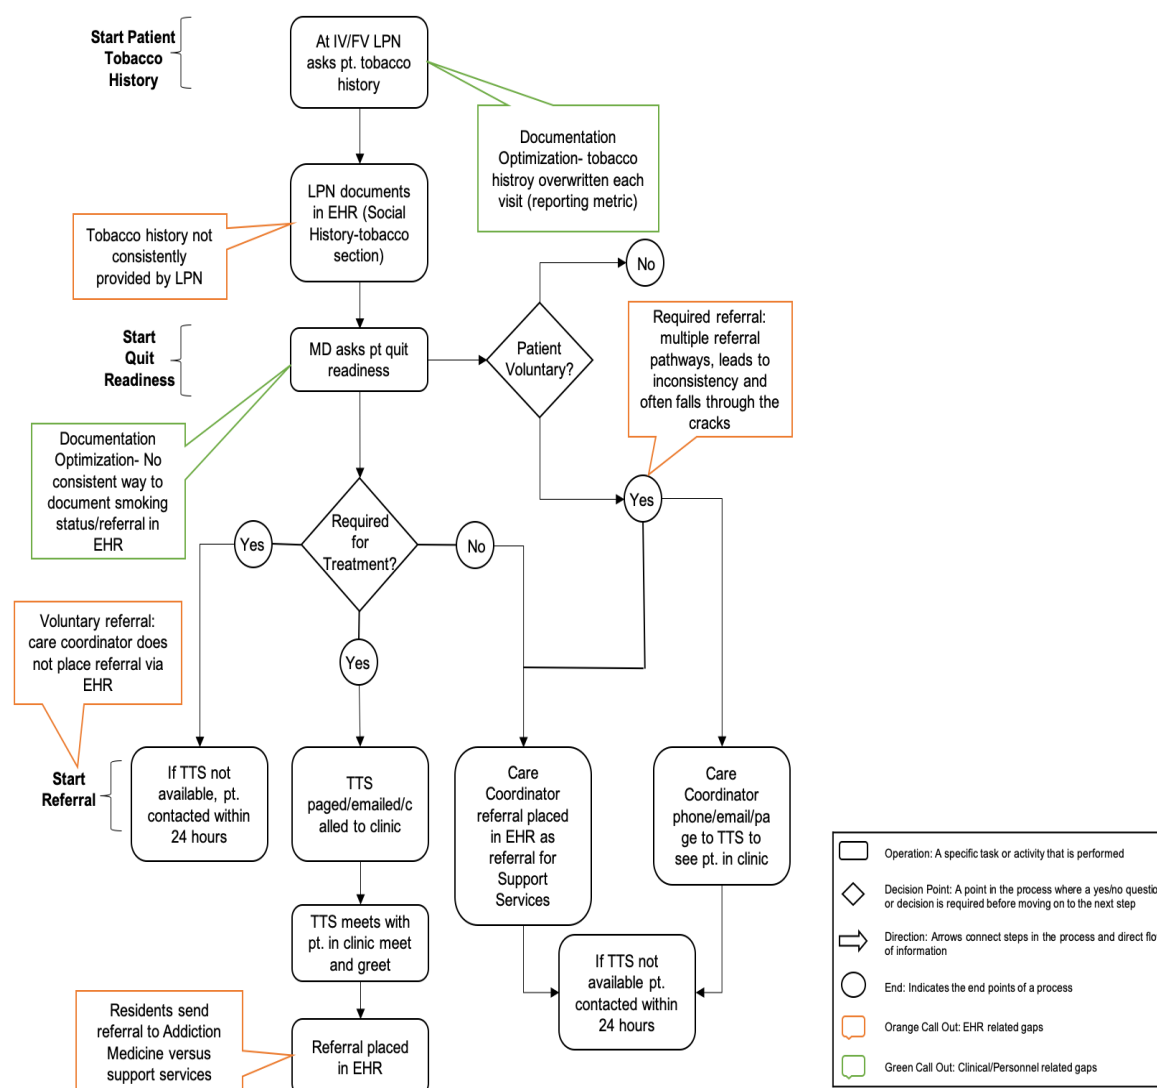 Start Patient
Tobacco
History
At IV/FV LPN
asks pt. tobacco
history
Documentation
Optimization- tobacco
histroy overwritten each
visit (reporting metric)
LPN documents
in EHR (Social
History-tobacco
section)
Tobacco history not
consistently
provided by LPN
No
Start
Quit
Readiness
MD asks pt quit
readiness
Patient
Voluntary?
Required referral:
multiple referral
pathways, leads to
inconsistency and
often falls through the
cracks
Documentation
Optimization- No
consistent way to
document smoking
status/referral in
EHR
Yes
Required
for
Treatment?
Yes
No
Yes
Voluntary referral:
care coordinator does
not place referral via
EHR
Start
Referral
If TTS not
available, pt.
contacted within
24 hours
TTS
paged/emailed/c
alled to clinic
Care
Coordinator
referral placed
in EHR as
referral for
Support
Services
Care
Coordinator
phone/email/pa
ge to TTS to
see pt. in clinic
TTS meets with
pt. in clinic meet
and greet
If TTS not
available pt.
contacted within
24 hours
Residents send
referral to Addiction
Medicine versus
support services
Referral placed
in EHR
Operation: A specific task or activity that is performed
Decision Point: A point in the process where a yes/no questio
or decision is required before moving on to the next step
Direction: Arrows connect steps in the process and direct flo
of information
End: Indicates the end points of a process
Orange Call Out: EHR related gaps
Green Call Out: Clinical/Personnel related gaps